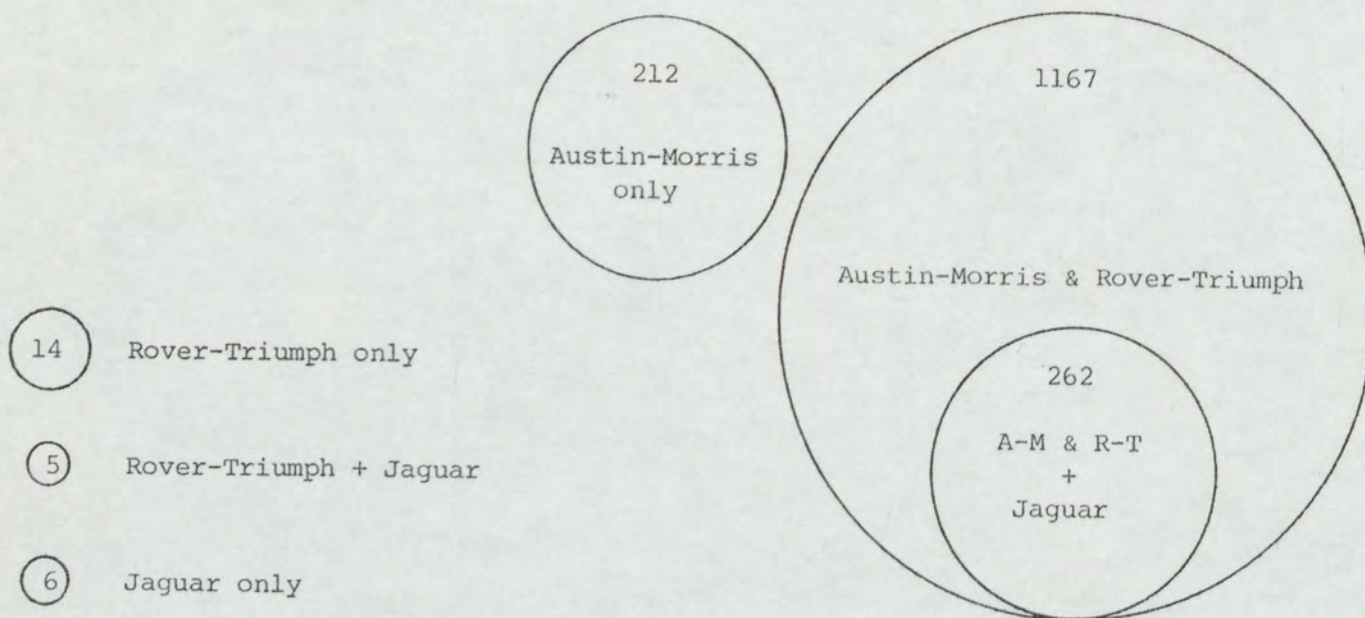 212
Austin-Morris
only
1167
Austin-Morris & Rover-Triumph
262
A-M & R-T
+
Jaguar
14 Rover-Triumph only
5 Rover-Triumph + Jaguar
6 Jaguar only